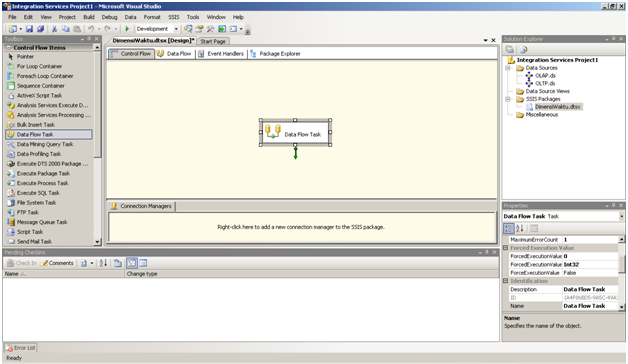 Integration Services Project1 - Microsoft Visual Studio
File Edit View Project Build Debug Data Format SSIS Tools Window Help
Development
Toolbox
Control Flow Items
Pointer
For Loop Container
Foreach Loop Container
Sequence Container
ActiveX Script Task
Analysis Services Execute D...
Analysis Services Processing ...
Bulk Insert Task
Data Flow Task
Data Mining Query Task
Data Profiling Task
Execute DTS 2000 Package ...
Execute Package Task
Execute Process Task
Execute SQL Task
File System Task
FTP Task
Message Queue Task
Script Task
Send Mail Task
DimensiWaktu.dtsx [Design]* Start Page
Control Flow Data Flow Event Handlers Package Explorer
Data Flow Task
Connection Managers
Right-click here to add a new connection manager to the SSIS package.
Solution Explorer
Integration Services Project1
Data Sources
OLAP.ds
OLTP.ds
Data Source Views
SSIS Packages
DimensiWaktu.dtsx
Miscellaneous
Properties
Data Flow Task Task
MaximumErrorCount 1
Forced Execution Value
ForcedExecutionValue 0
ForcedExecutionValue Int32
ForceExecutionValue False
Identification
Description Data Flow Task
ID
Name Data Flow Task
Name
Specifies the name of the object.
Pending Checkins
Check In Comments
Name Change type
Error List
Ready